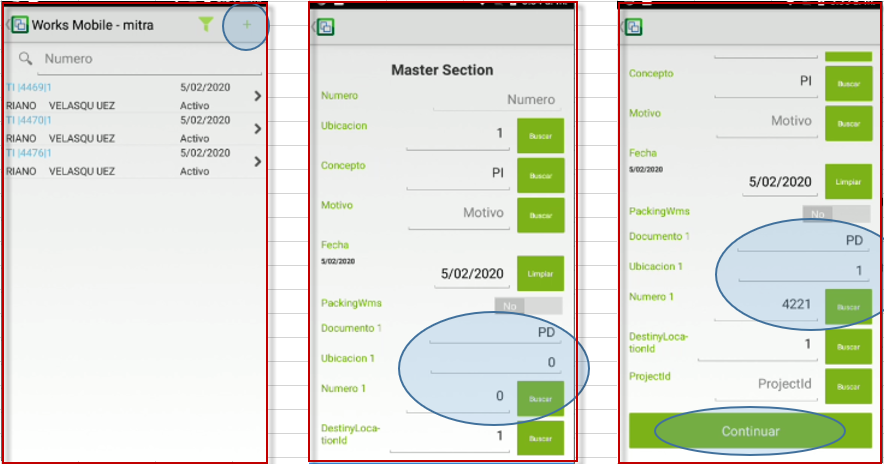 Works Mobile - mitra
+
Numero
TI |4469|1 5/02/2020
RIANO VELASQU UEZ Activo
TI |4470|1 5/02/2020
RIANO VELASQU UEZ Activo
TI |4476|1 5/02/2020
RIANO VELASQU UEZ Activo
Master Section
Numero Numero
Ubicacion 1 Buscar
Concepto PI Buscar
Motivo Motivo Buscar
Fecha
5/02/2020
5/02/2020 Limpiar
PackingWms No
Documento 1 PD
Ubicacion 1 0
Numero 1 0 Buscar
DestinyLoca-
tionId 1 Buscar
Concepto PI Buscar
Motivo Motivo Buscar
Fecha
5/02/2020
5/02/2020 Limpiar
PackingWms No
Documento 1 PD
Ubicacion 1 1
Numero 1 4221 Buscar
DestinyLoca-
tionId 1 Buscar
ProjectId ProjectId Buscar
Continuar